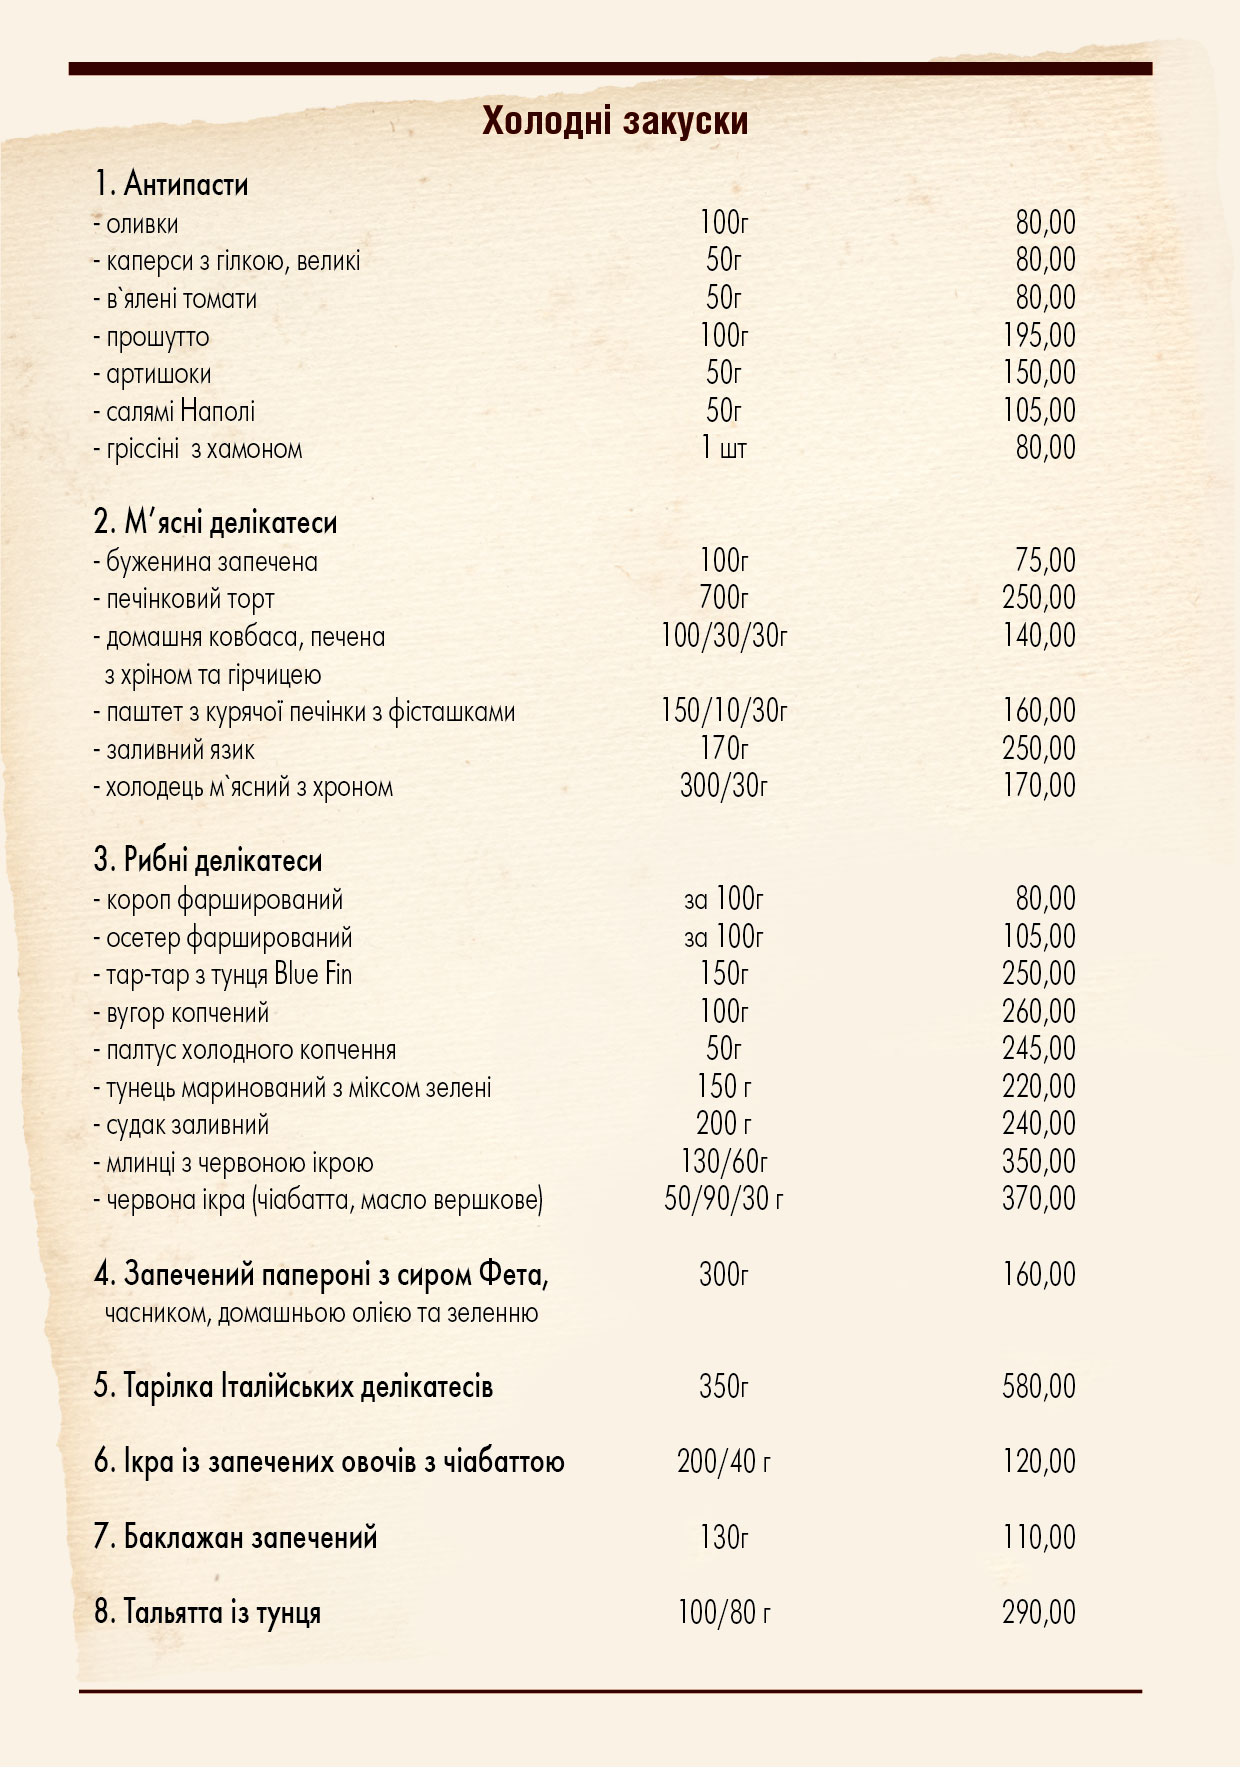 Холодні закуски
1. Антипасти
- оливки 100г 80,00
- каперси з гілкою, великі 50г 80,00
- в`ялені томати 50г 80,00
- прошутто 100г 195,00
- артишоки 50г 150,00
- салямі Наполі 50г 105,00
- гріссіні з хамоном 1 шт 80,00
2. М’ясні делікатеси
- буженина запечена 100г 75,00
- печінковий торт 700г 250,00
- домашня ковбаса, печена 100/30/30г 140,00
з хріном та гірчицею
- паштет з курячої печінки з фісташками 150/10/30г 160,00
- заливний язик 170г 250,00
- холодець м`ясний з хроном 300/30г 170,00
3. Рибні делікатеси
- короп фарширований за 100г 80,00
- осетер фарширований за 100г 105,00
- тар-тар з тунця Blue Fin 150г 250,00
- вугор копчений 100г 260,00
- палтус холодного копчення 50г 245,00
- тунець маринований з міксом зелені 150 г 220,00
- судак заливний 200 г 240,00
- млинці з червоною ікрою 130/60г 350,00
- червона ікра (чіабатта, масло вершкове) 50/90/30 г 370,00
4. Запечений папероні з сиром Фета, 300г 160,00
часником, домашньою олією та зеленню
5. Тарілка Італійських делікатесів 350г 580,00
6. Ікра із запечених овочів з чіабаттою 200/40 г 120,00
7. Баклажан запечений 130г 110,00
8. Тальятта із тунця 100/80 г 290,00